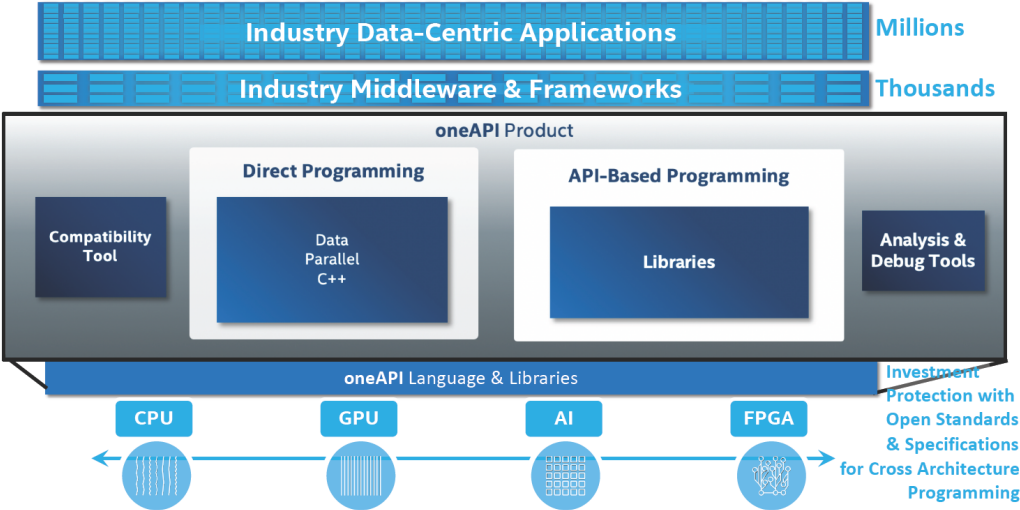 Industry Data-Centric Applications
Millions
Industry Middleware & Frameworks
Thousands
oneAPI Product
Direct Programming
API-Based Programming
Compatibility
Tool
Data
Parallel
C++
Libraries
Analysis &
Debug Tools
oneAPI Language & Libraries
Investment
Protection with
Open Standards
& Specifications
for Cross Architecture
Programming
CPU
GPU
AI
FPGA